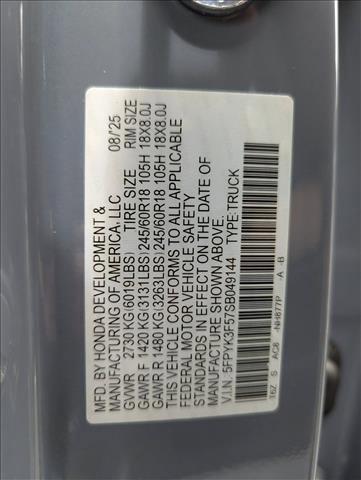 MFD. BY HONDA DEVELOPMENT &
MANUFACTURING OF AMERICA, LLC 08/25
GVWR 2730 KG(6019LBS) TIRE SIZE RIM SIZE
GAWR F 1420 KG(3131LBS)245/60R18 105H 18X8.0J
GAWR R 1480 KG(3263LBS)245/60R18 105H 18X8.0J
THIS VEHICLE CONFORMS TO ALL APPLICABLE
FEDERAL MOTOR VEHICLE SAFETY
STANDARDS IN EFFECT ON THE DATE OF
MANUFACTURE SHOWN ABOVE.
V.I.N. 5FPYK3F57SB049144 TYPE:TRUCK
T6Z S AC8 NH877P A -B